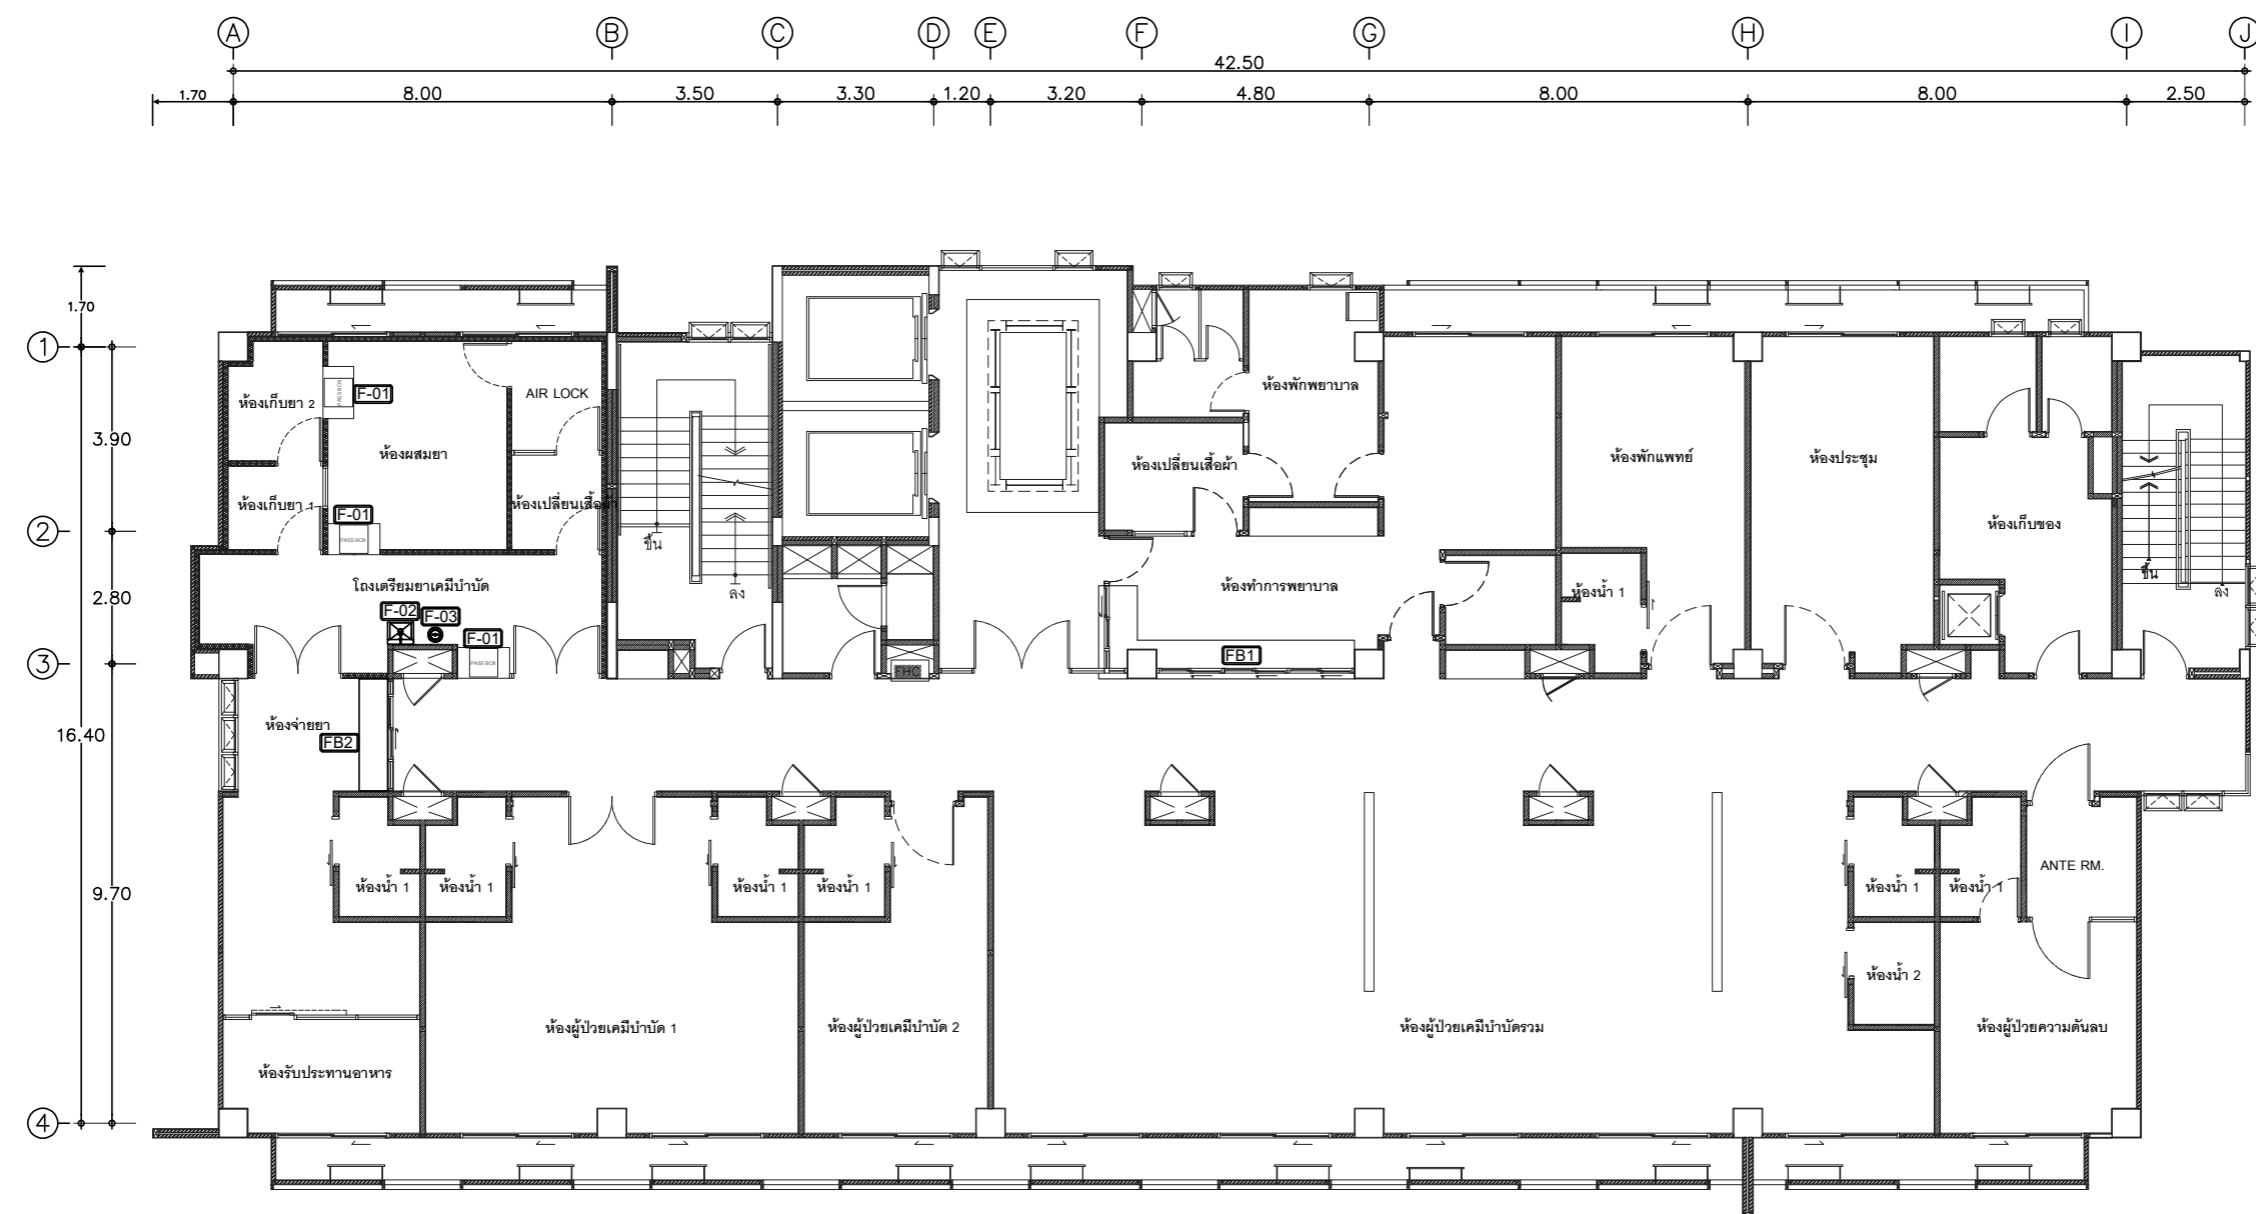 A B C D E F G H I J
42.50
1.70 8.00 3.50 3.30 1.20 3.20 4.80 8.00 8.00 2.50
1.70
1
3.90
2
2.80
3
16.40
9.70
4
ห้องเก็บยา 2
PASS BOX
F-01
AIR LOCK
ห้องผสมยา
ห้องเก็บยา 1
F-01
PASS BOX
ห้องเปลี่ยนเสื้อผ้า
โถงเตรียมยาเคมีบำบัด
F-02
F-03
F-01
PASS BOX
ขึ้น
ลง
FHC
ห้องพักพยาบาล
ห้องเปลี่ยนเสื้อผ้า
ห้องทำการพยาบาล
FB1
ห้องพักแพทย์
ห้องน้ำ 1
ห้องประชุม
ห้องเก็บของ
ขึ้น
ลง
ห้องจ่ายยา
FB2
ห้องน้ำ 1
ห้องน้ำ 1
ห้องน้ำ 1
ห้องน้ำ 1
ห้องน้ำ 1
ห้องน้ำ 1
ANTE RM.
ห้องน้ำ 2
ห้องผู้ป่วยเคมีบำบัด 1
ห้องผู้ป่วยเคมีบำบัด 2
ห้องผู้ป่วยเคมีบำบัดรวม
ห้องผู้ป่วยความดันลบ
ห้องรับประทานอาหาร